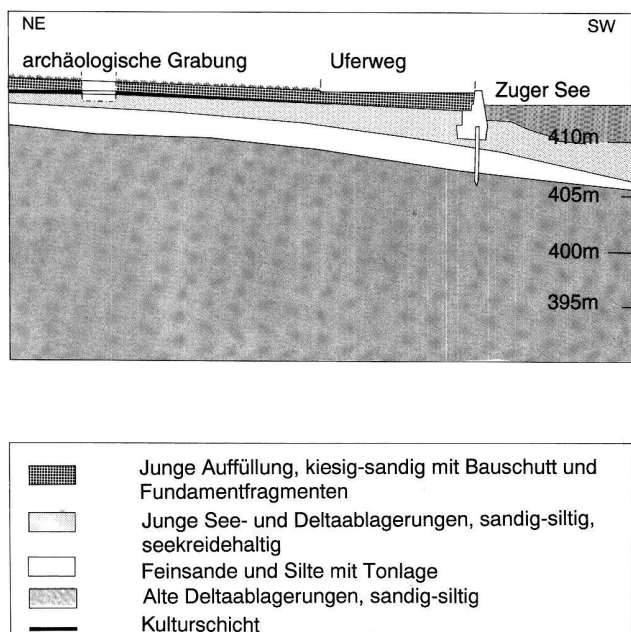 NE
SW
archäologische Grabung
Uferweg
Zuger See
410m
405m
400m
395m
Junge Auffüllung, kiesig-sandig mit Bauschutt und
Fundamentfragmenten
Junge See- und Deltaablagerungen, sandig-siltig,
seekreidehaltig
Feinsande und Silte mit Tonlage
Alte Deltaablagerungen, sandig-siltig
Kulturschicht